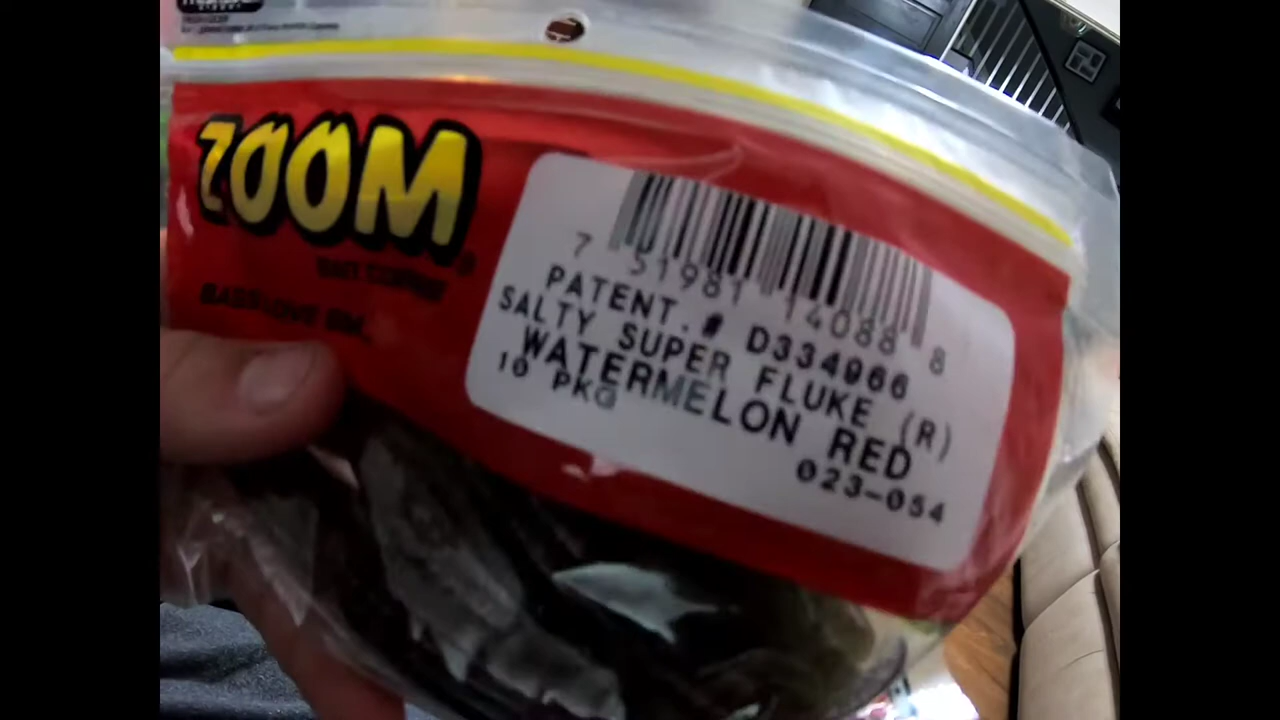 ZOOM
7 51981 14088 8
PATENT. # D334966
SALTY SUPER FLUKE (R)
WATERMELON RED
10 PKG
023-054